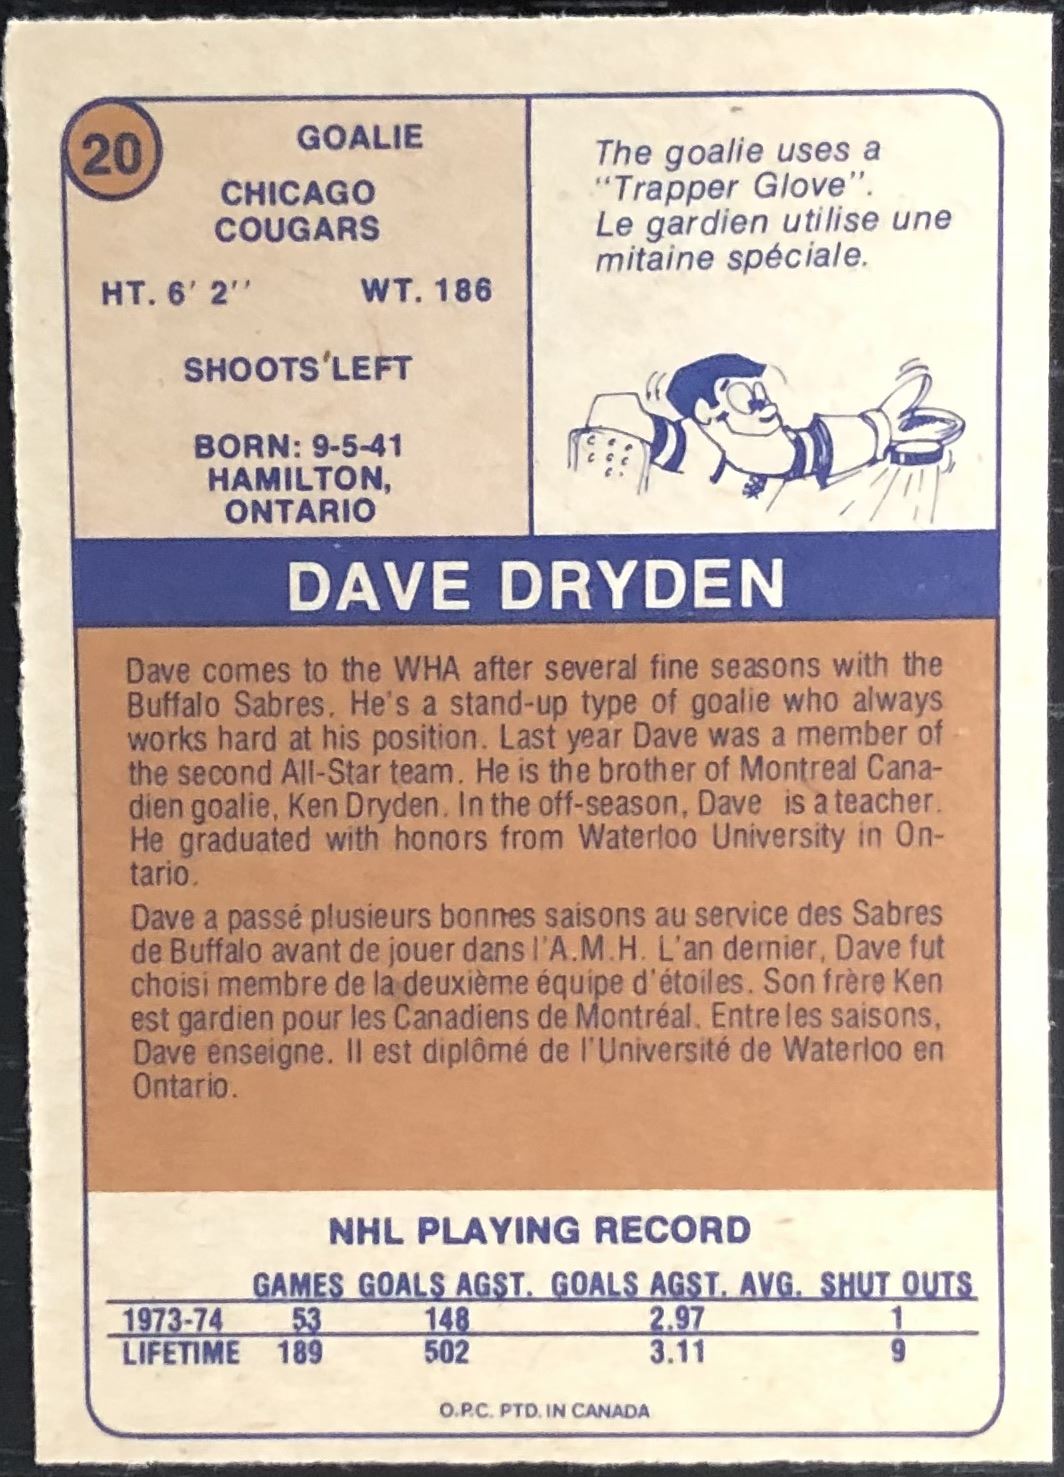 20
GOALIE
CHICAGO
COUGARS
HT. 6' 2'' WT. 186
SHOOTS LEFT
BORN: 9-5-41
HAMILTON,
ONTARIO
The goalie uses a
"Trapper Glove".
Le gardien utilise une
mitaine spéciale.
DAVE DRYDEN
Dave comes to the WHA after several fine seasons with the
Buffalo Sabres. He's a stand-up type of goalie who always
works hard at his position. Last year Dave was a member of
the second All-Star team. He is the brother of Montreal Cana-
dien goalie, Ken Dryden. In the off-season, Dave is a teacher.
He graduated with honors from Waterloo University in On-
tario.
Dave a passé plusieurs bonnes saisons au service des Sabres
de Buffalo avant de jouer dans l'A.M.H. L'an dernier, Dave fut
choisi membre de la deuxième équipe d'étoiles. Son frère Ken
est gardien pour les Canadiens de Montréal. Entre les saisons,
Dave enseigne. Il est diplômé de l'Université de Waterloo en
Ontario.
NHL PLAYING RECORD
GAMES GOALS AGST. GOALS AGST. AVG. SHUT OUTS
1973-74 53 148 2.97 1
LIFETIME 189 502 3.11 9
O.P.C. PTD. IN CANADA